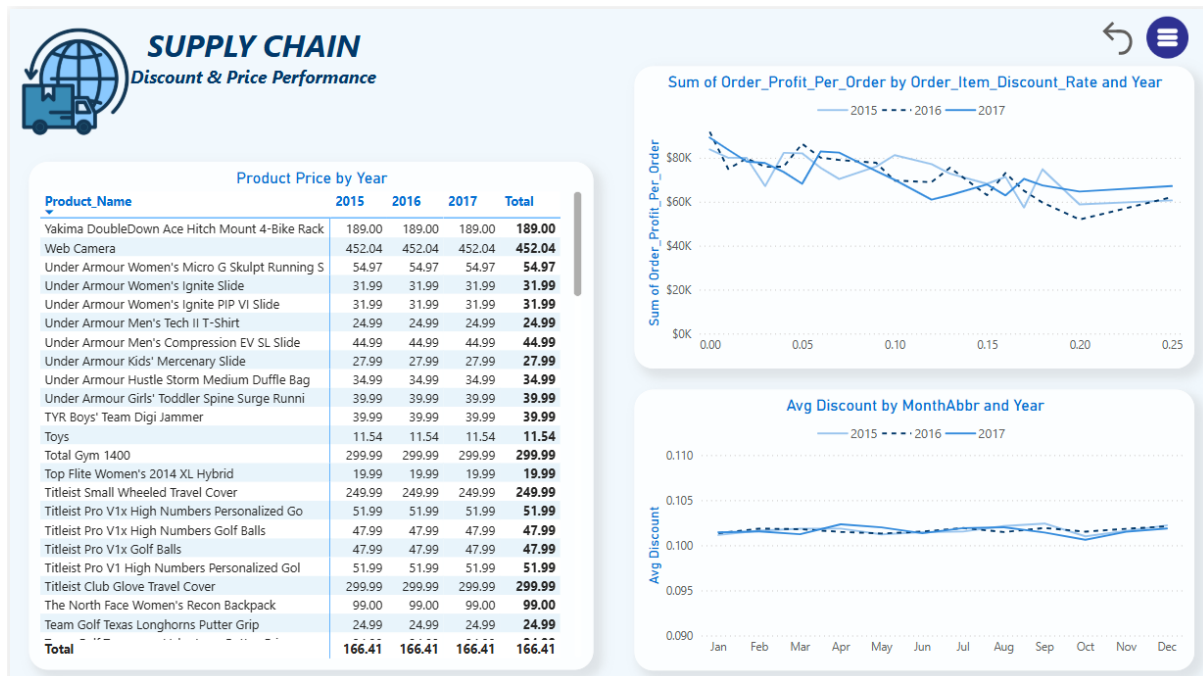 SUPPLY CHAIN
Discount & Price Performance
Product Price by Year
Product_Name 2015 2016 2017 Total
Yakima DoubleDown Ace Hitch Mount 4-Bike Rack 189.00 189.00 189.00 189.00
Web Camera 452.04 452.04 452.04 452.04
Under Armour Women's Micro G Skulpt Running S 54.97 54.97 54.97 54.97
Under Armour Women's Ignite Slide 31.99 31.99 31.99 31.99
Under Armour Women's Ignite PIP VI Slide 31.99 31.99 31.99 31.99
Under Armour Men's Tech II T-Shirt 24.99 24.99 24.99 24.99
Under Armour Men's Compression EV SL Slide 44.99 44.99 44.99 44.99
Under Armour Kids' Mercenary Slide 27.99 27.99 27.99 27.99
Under Armour Hustle Storm Medium Duffle Bag 34.99 34.99 34.99 34.99
Under Armour Girls' Toddler Spine Surge Runni 39.99 39.99 39.99 39.99
TYR Boys' Team Digi Jammer 39.99 39.99 39.99 39.99
Toys 11.54 11.54 11.54 11.54
Total Gym 1400 299.99 299.99 299.99 299.99
Top Flite Women's 2014 XL Hybrid 19.99 19.99 19.99 19.99
Titleist Small Wheeled Travel Cover 249.99 249.99 249.99 249.99
Titleist Pro V1x High Numbers Personalized Go 51.99 51.99 51.99 51.99
Titleist Pro V1x High Numbers Golf Balls 47.99 47.99 47.99 47.99
Titleist Pro V1x Golf Balls 47.99 47.99 47.99 47.99
Titleist Pro V1 High Numbers Personalized Gol 51.99 51.99 51.99 51.99
Titleist Club Glove Travel Cover 299.99 299.99 299.99 299.99
The North Face Women's Recon Backpack 99.00 99.00 99.00 99.00
Team Golf Texas Longhorns Putter Grip 24.99 24.99 24.99 24.99
Total 166.41 166.41 166.41 166.41
Sum of Order_Profit_Per_Order by Order_Item_Discount_Rate and Year
2015 2016 2017
Sum of Order_Profit_Per_Order
$80K
$60K
$40K
$20K
$0K
0.00 0.05 0.10 0.15 0.20 0.25
Avg Discount by MonthAbbr and Year
2015 2016 2017
Avg Discount
0.110
0.105
0.100
0.095
0.090
Jan Feb Mar Apr May Jun Jul Aug Sep Oct Nov Dec